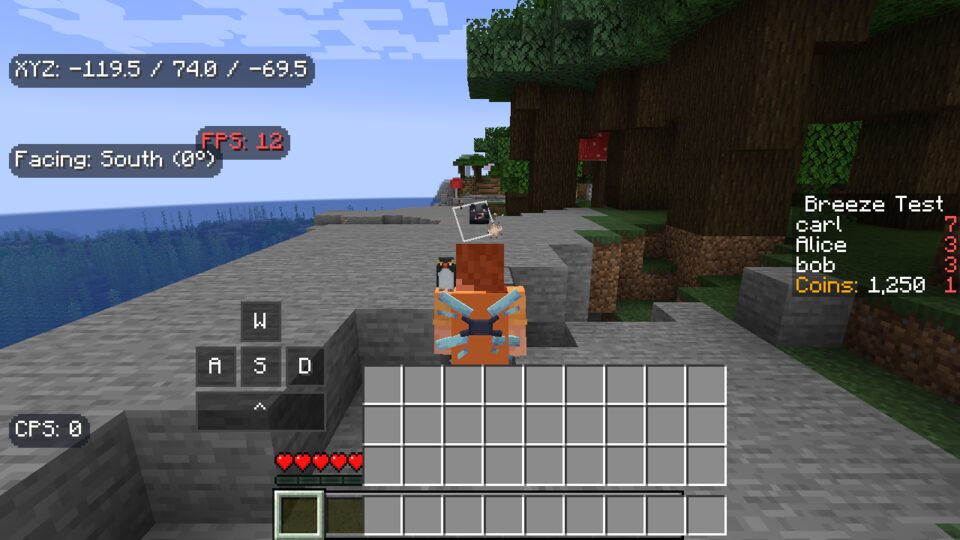 XYZ: -119.5 / 74.0 / -69.5
FPS: 12
Facing: South (0°)
Breeze Test
carl 7
Alice 3
bob 3
Coins: 1,250 1
W
A S D
^
CPS: 0